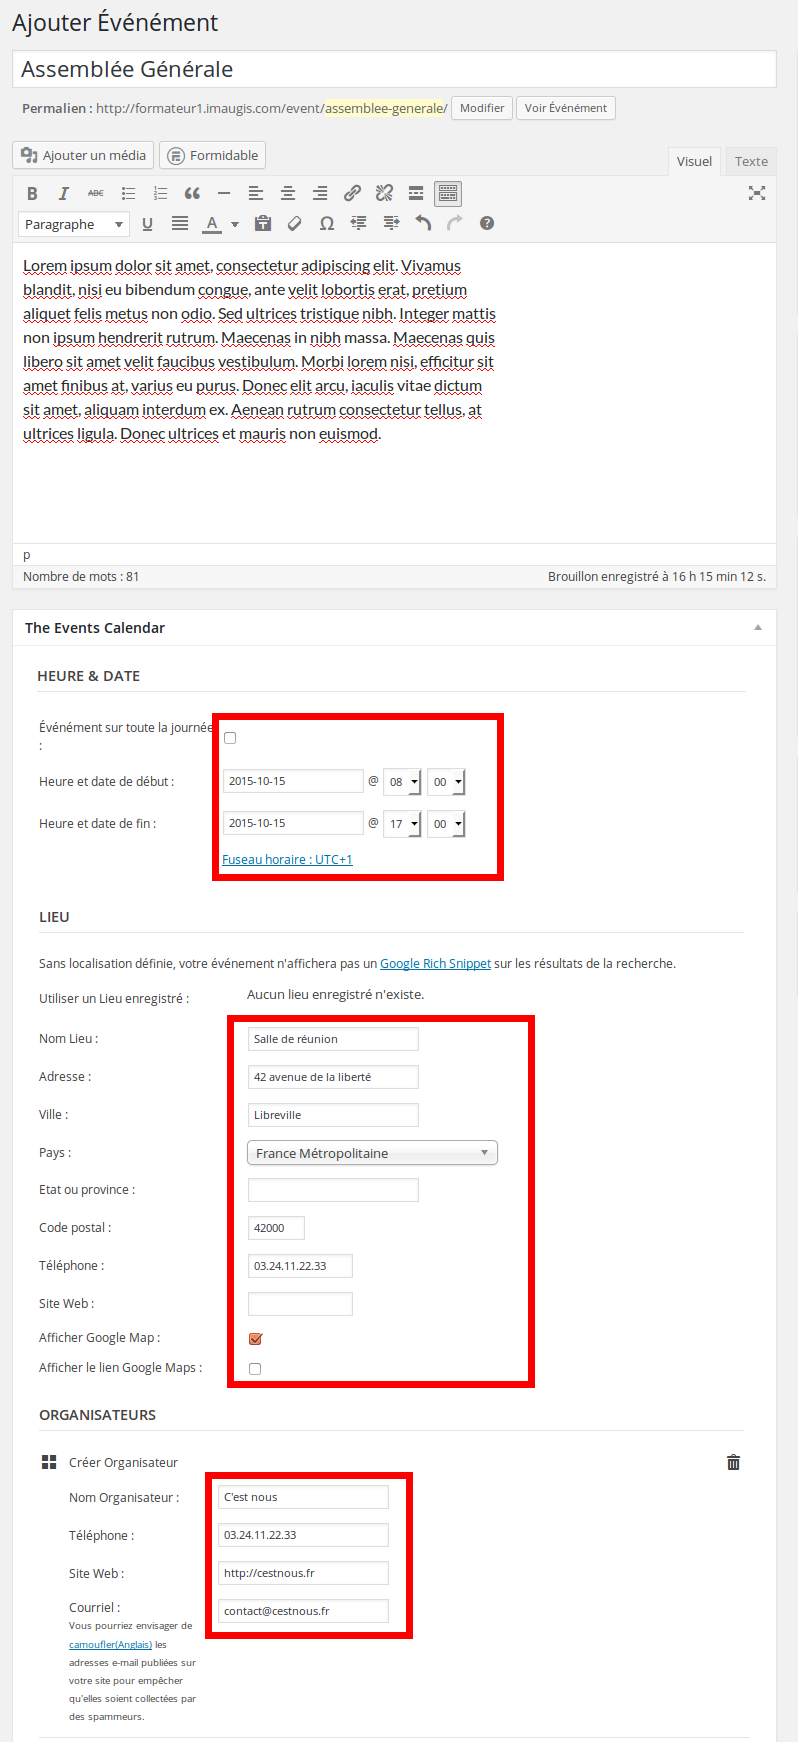 Ajouter Événément
Assemblée Générale
Permalien : http://formateur1.imaugis.com/event/assemblee-generale/ Modifier Voir Événément
Ajouter un média Formidable Visuel Texte
B I ABC
Paragraphe U A Ω
Lorem ipsum dolor sit amet, consectetur adipiscing elit. Vivamus
blandit, nisi eu bibendum congue, ante velit lobortis erat, pretium
aliquet felis metus non odio. Sed ultrices tristique nibh. Integer mattis
non ipsum hendrerit rutrum. Maecenas in nibh massa. Maecenas quis
libero sit amet velit faucibus vestibulum. Morbi lorem nisi, efficitur sit
amet finibus at, varius eu purus. Donec elit arcu, iaculis vitae dictum
sit amet, aliquam interdum ex. Aenean rutrum consectetur tellus, at
ultrices ligula. Donec ultrices et mauris non euismod.
p
Nombre de mots : 81 Brouillon enregistré à 16 h 15 min 12 s.
The Events Calendar
HEURE & DATE
Événément sur toute la journée
:
Heure et date de début : 2015-10-15 @ 08 00
Heure et date de fin : 2015-10-15 @ 17 00
Fuseau horaire : UTC+1
LIEU
Sans localisation définie, votre événement n'affichera pas un Google Rich Snippet sur les résultats de la recherche.
Utiliser un Lieu enregistré : Aucun lieu enregistré n'existe.
Nom Lieu : Salle de réunion
Adresse : 42 avenue de la liberté
Ville : Libreville
Pays : France Métropolitaine
Etat ou province :
Code postal : 42000
Téléphone : 03.24.11.22.33
Site Web :
Afficher Google Map :
Afficher le lien Google Maps :
ORGANISATEURS
Créer Organisateur
Nom Organisateur : C'est nous
Téléphone : 03.24.11.22.33
Site Web : http://cestnous.fr
Courriel : contact@cestnous.fr
Vous pourriez envisager de
camoufler(Anglais) les
adresses e-mail publiées sur
votre site pour empêcher
qu'elles soient collectées par
des spammeurs.